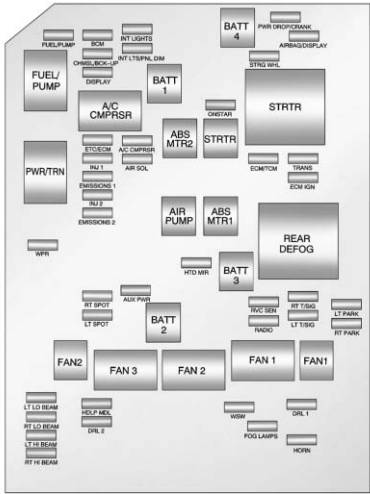 BATT
4
PWR DROP/CRANK
AIRBAG/DISPLAY
FUEL/PUMP
BCM
INT LIGHTS
CHMSL/BCK-UP
INT LTS/PNL DIM
DISPLAY
STRG WHL
FUEL/
PUMP
BATT
1
A/C
CMPRSR
STRTR
ONSTAR
ABS
MTR2
STRTR
ETC/ECM
A/C CMPRSR
INJ 1
AIR SOL
ECM/TCM
TRANS
EMISSIONS 1
ECM IGN
PWR/TRN
INJ 2
EMISSIONS 2
AIR
PUMP
ABS
MTR1
REAR
DEFOG
WPR
HTD MIR
BATT
3
AUX PWR
RT SPOT
LT SPOT
BATT
2
RVC SEN
RT T/SIG
LT PARK
RADIO
LT T/SIG
RT PARK
FAN2
FAN 3
FAN 2
FAN 1
FAN1
LT LO BEAM
HDLP MDL
WSW
DRL 1
RT LO BEAM
DRL 2
FOG LAMPS
LT HI BEAM
HORN
RT HI BEAM